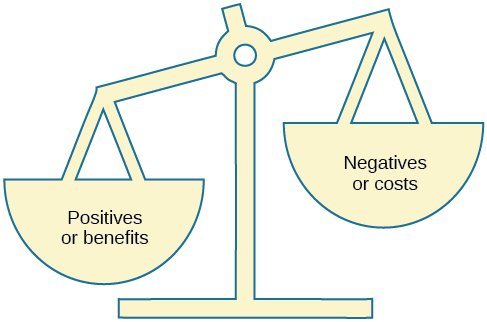 Positives
or benefits
Negatives
or costs